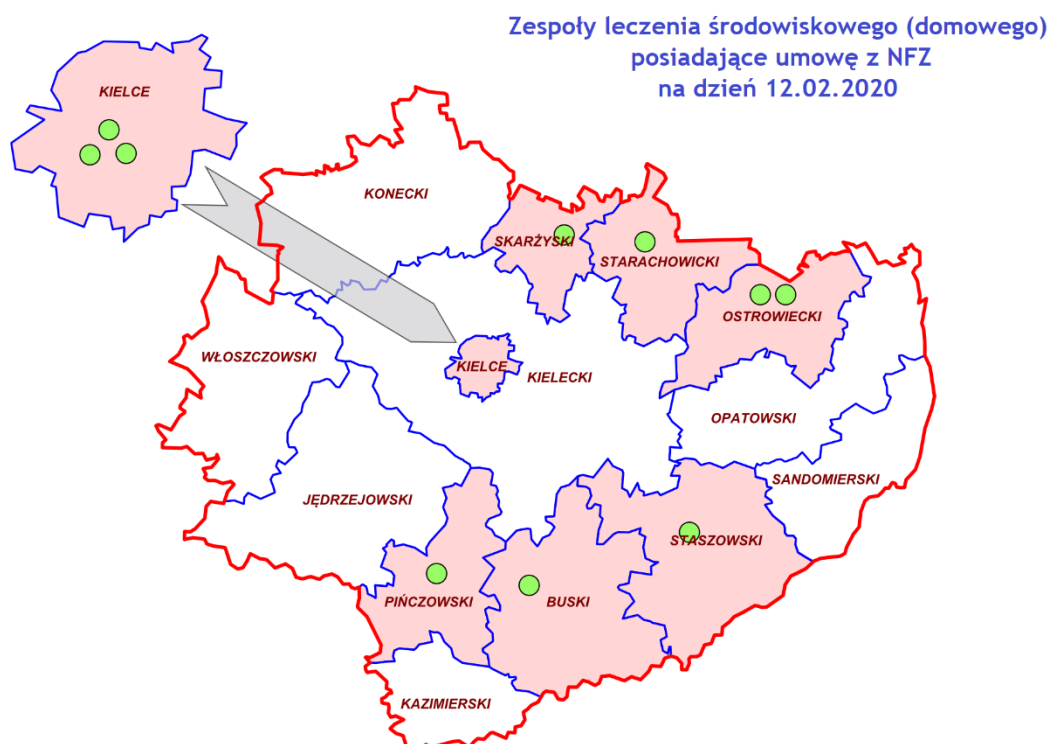 Zespoły leczenia środowiskowego (domowego)
posiadające umowę z NFZ
na dzień 12.02.2020
KIELCE
KONECKI
SKARŻYSKI
STARACHOWICKI
OSTROWIECKI
WŁOSZCZOWSKI
KIELCE
KIELECKI
OPATOWSKI
SANDOMIERSKI
JĘDRZEJOWSKI
STASZOWSKI
PIŃCZOWSKI
BUSKI
KAZIMIERSKI